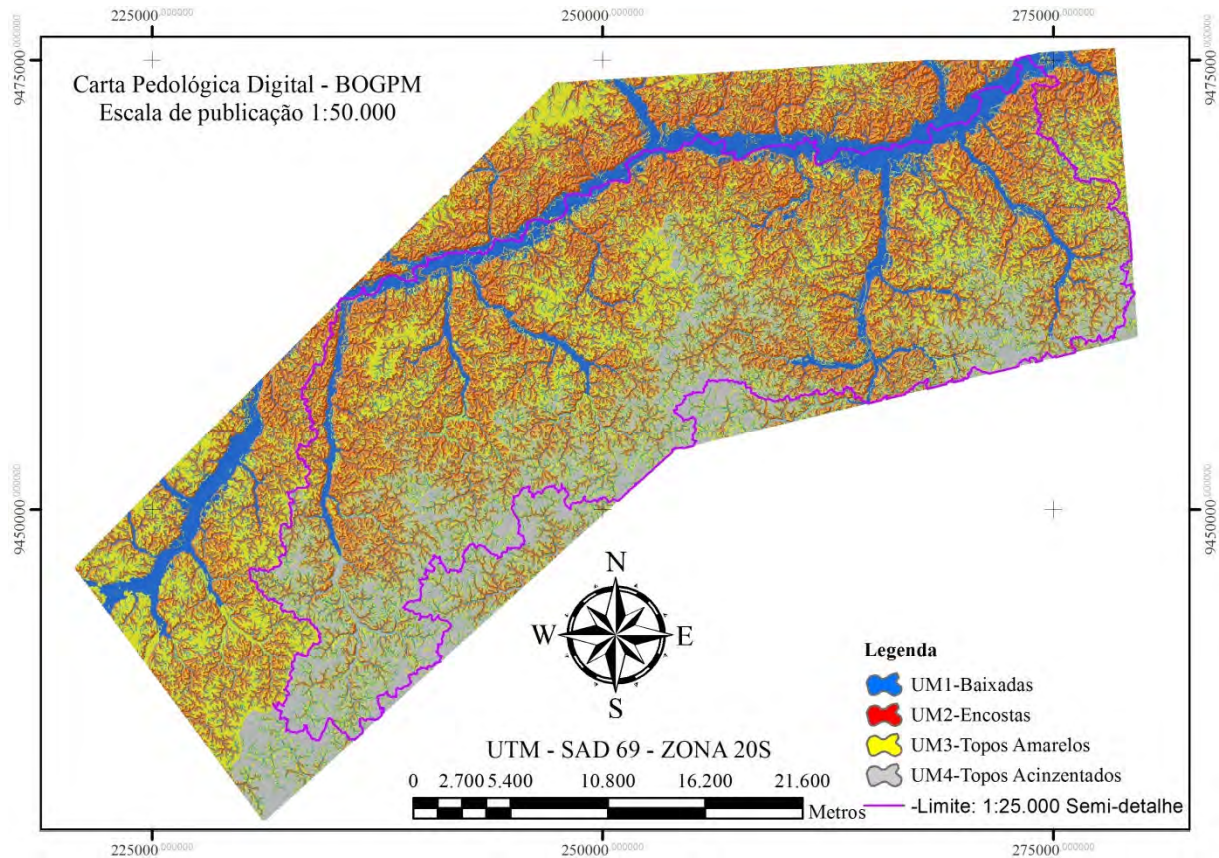 225000,000000 250000,000000 275000,000000
9475000 9475000,000000
Carta Pedológica Digital - BOGPM
Escala de publicação 1:50.000
9450000 9450000,000000
N
W E
S
UTM - SAD 69 - ZONA 20S
0 2.700 5.400 10.800 16.200 21.600
Metros
Legenda
UM1-Baixadas
UM2-Encostas
UM3-Topos Amarelos
UM4-Topos Acinzentados
-Limite: 1:25.000 Semi-detalhe
225000,000000 250000,000000 275000,000000